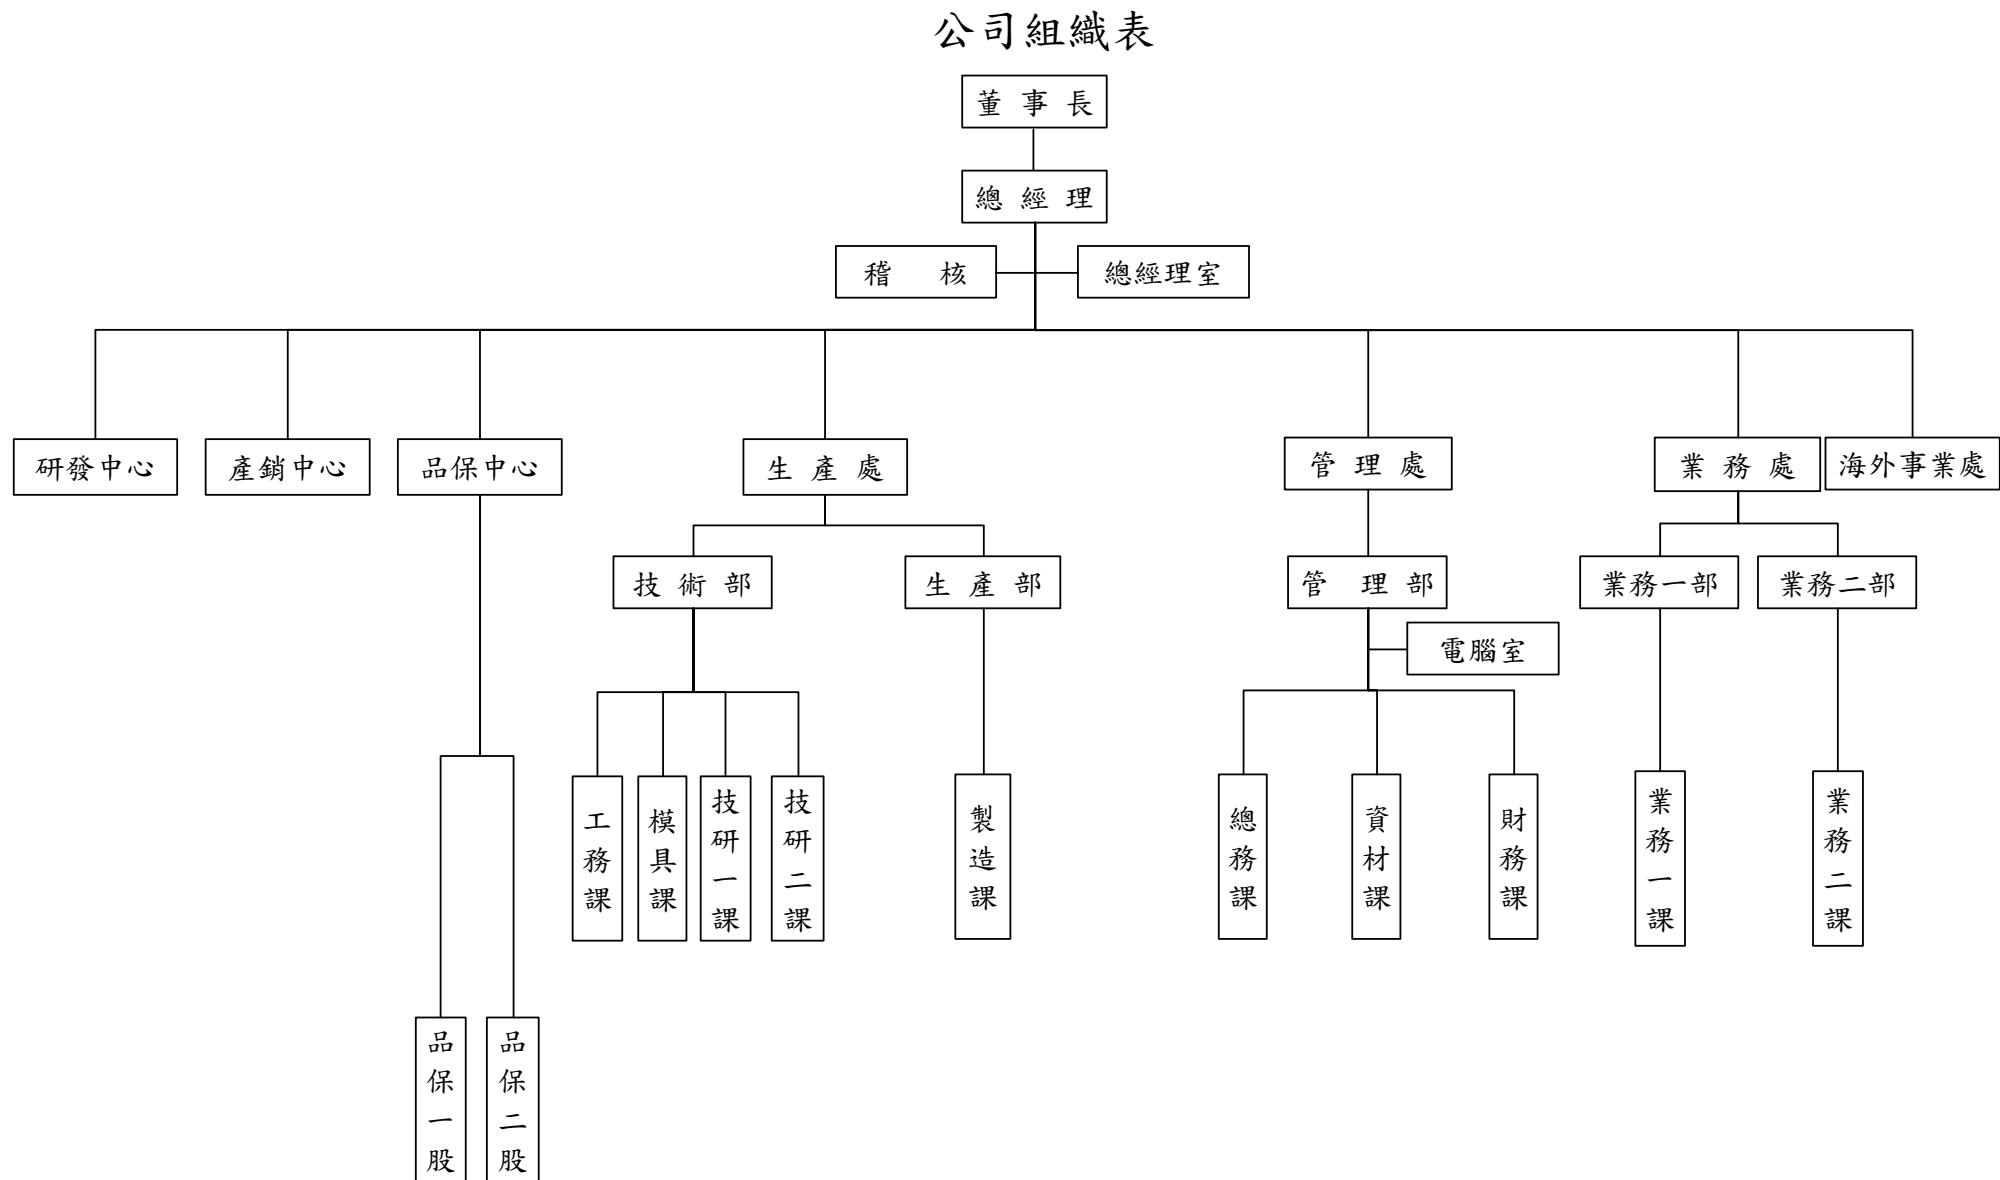 公司組織表
董事長
總經理
稽核
總經理室
研發中心
產銷中心
品保中心
生產處
管理處
業務處
海外事業處
技術部
生產部
管理部
業務一部
業務二部
電腦室
工務課
模具課
技研一課
技研二課
製造課
總務課
資材課
財務課
業務一課
業務二課
品保一股
品保二股